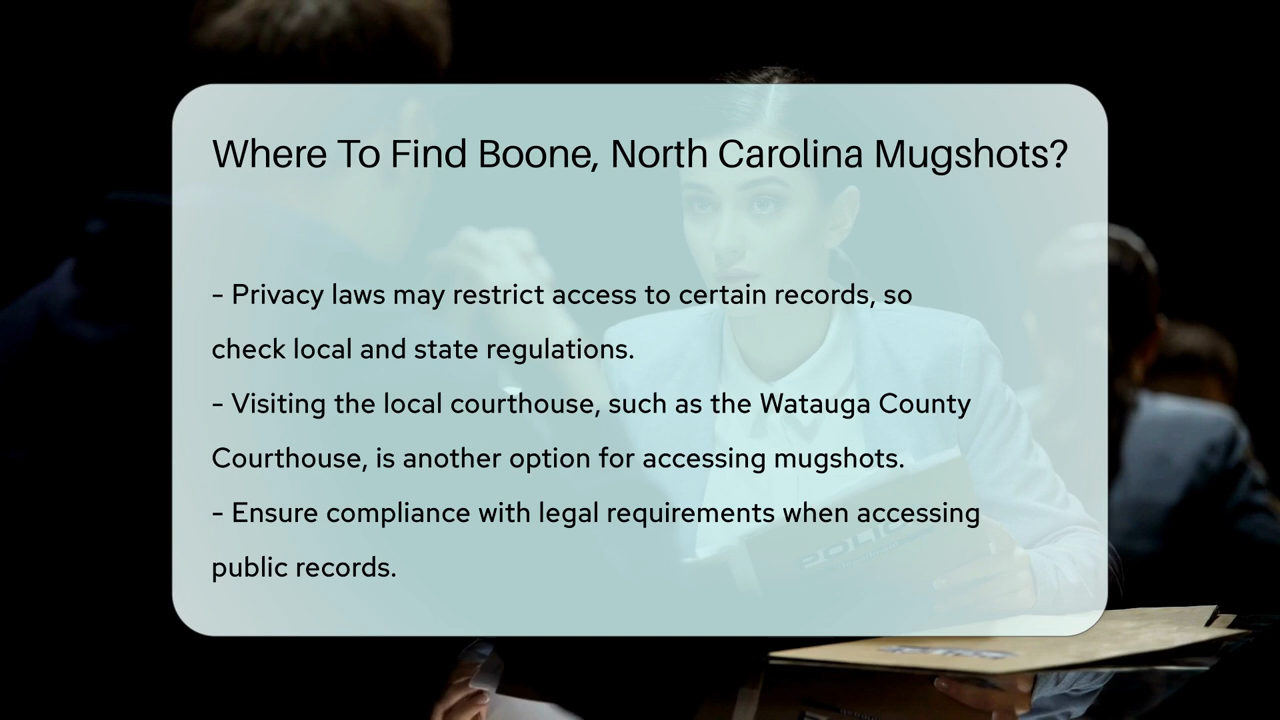 Where To Find Boone, North Carolina Mugshots?
– Privacy laws may restrict access to certain records, so
check local and state regulations.
– Visiting the local courthouse, such as the Watauga County
Courthouse, is another option for accessing mugshots.
– Ensure compliance with legal requirements when accessing
public records.
POLICE